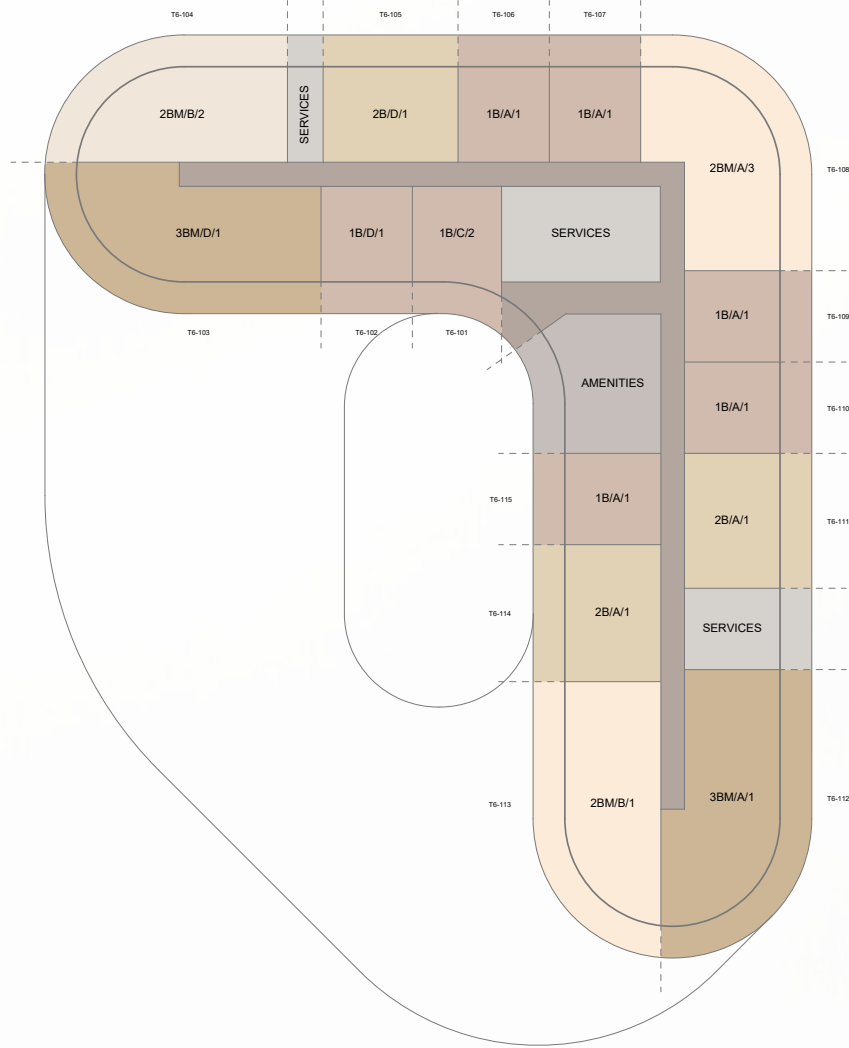 T6-104
T6-105
T6-106
T6-107
2BM/B/2
SERVICES
2B/D/1
1B/A/1
1B/A/1
2BM/A/3
T6-108
3BM/D/1
1B/D/1
1B/C/2
SERVICES
T6-103
T6-102
T6-101
1B/A/1
T6-109
AMENITIES
1B/A/1
T6-110
T6-115
1B/A/1
2B/A/1
T6-111
T6-114
2B/A/1
SERVICES
T6-113
2BM/B/1
3BM/A/1
T6-112